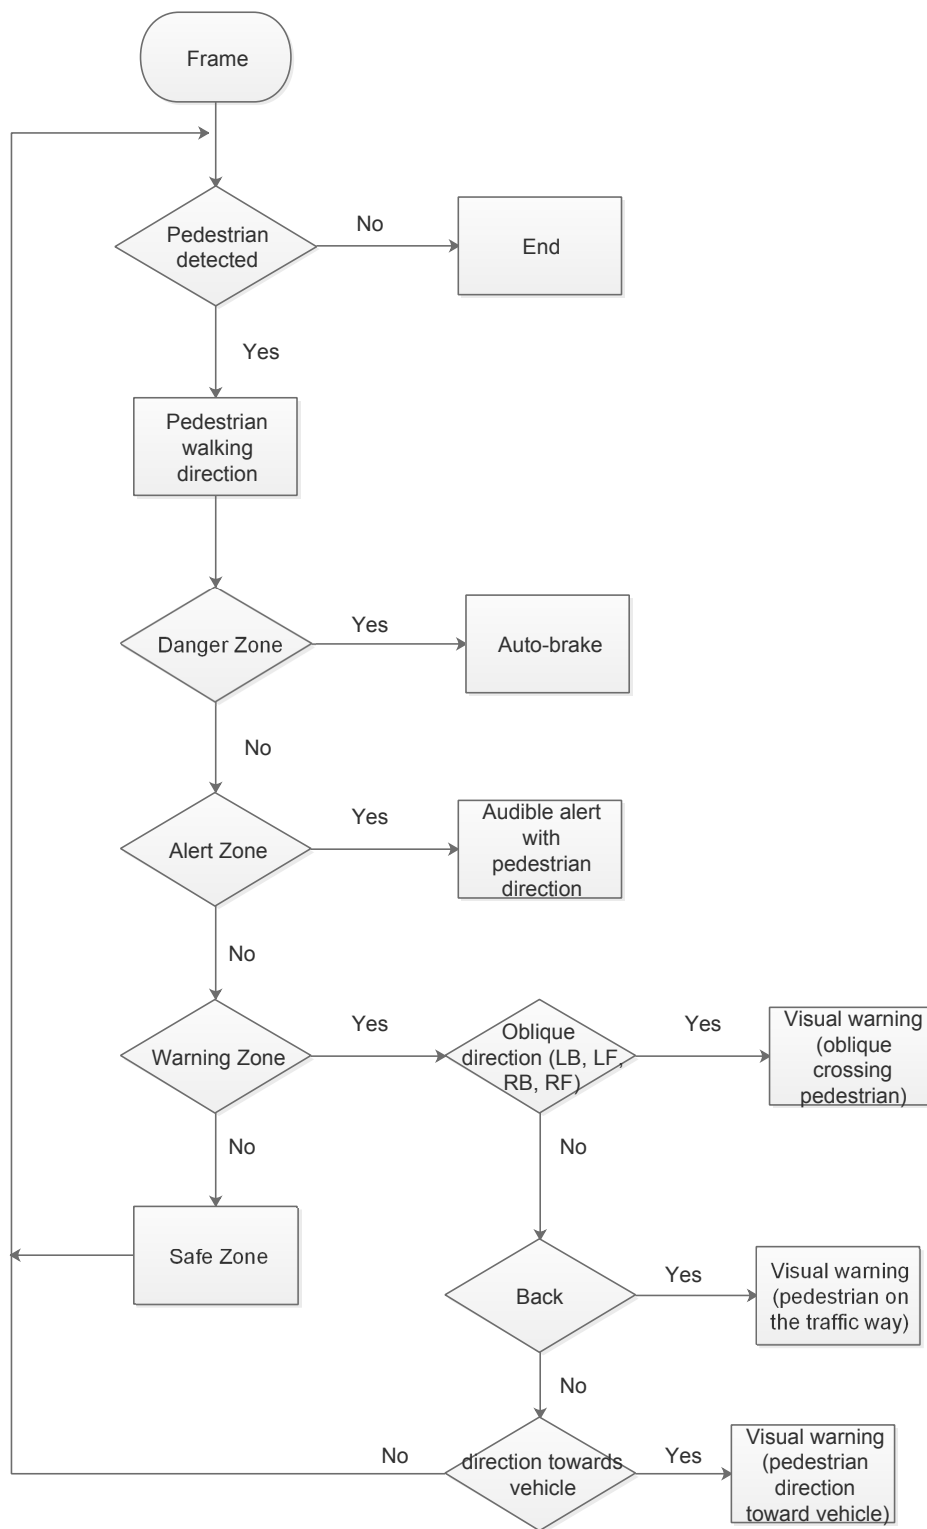 Frame
Pedestrian
detected
No
End
Yes
Pedestrian
walking
direction
Danger Zone
Yes
Auto-brake
No
Alert Zone
Yes
Audible alert
with
pedestrian
direction
No
Warning Zone
Yes
Oblique
direction (LB, LF,
RB, RF)
Yes
Visual warning
(oblique
crossing
pedestrian)
No
No
Safe Zone
Back
Yes
Visual warning
(pedestrian on
the traffic way)
No
No
direction towards
vehicle
Yes
Visual warning
(pedestrian
direction
toward vehicle)